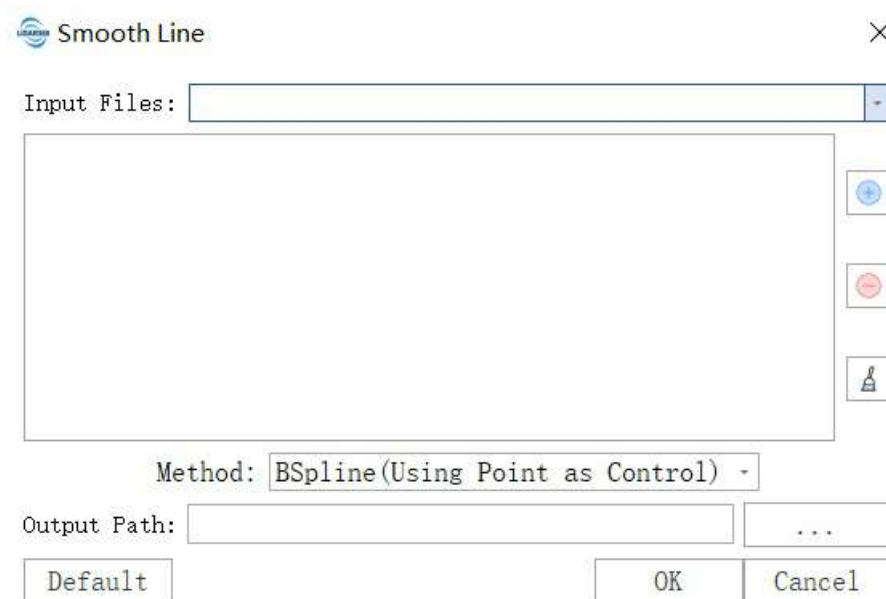 Smooth Line
Input Files:
Method: BSpline(Using Point as Control)
Output Path:
...
Default OK Cancel